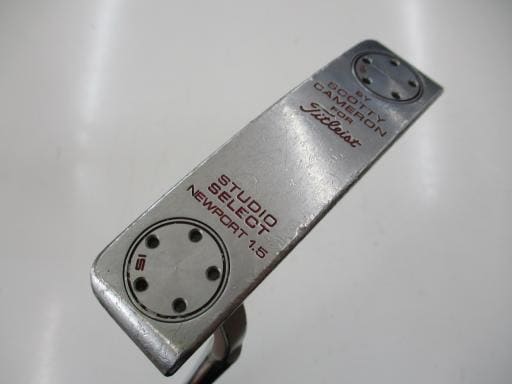 BY
SCOTTY
CAMERON
FOR
Titleist
STUDIO
SELECT
NEWPORT 1.5